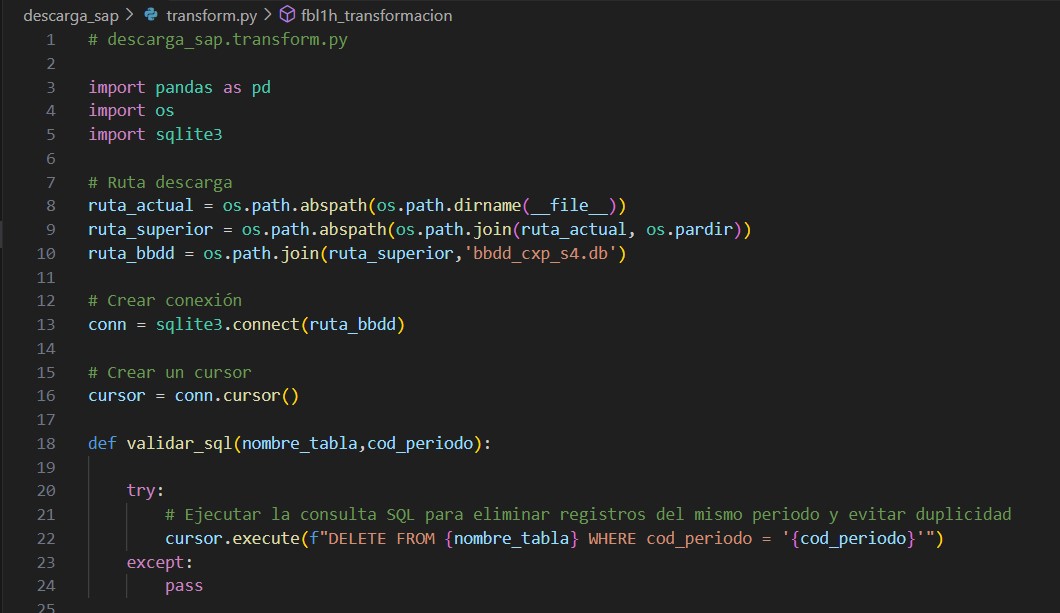 descarga_sap > transform.py > fbl1h_transformacion
1 # descarga_sap.transform.py
2
3 import pandas as pd
4 import os
5 import sqlite3
6
7 # Ruta descarga
8 ruta_actual = os.path.abspath(os.path.dirname(__file__))
9 ruta_superior = os.path.abspath(os.path.join(ruta_actual, os.pardir))
10 ruta_bbdd = os.path.join(ruta_superior,'bbdd_cxp_s4.db')
11
12 # Crear conexión
13 conn = sqlite3.connect(ruta_bbdd)
14
15 # Crear un cursor
16 cursor = conn.cursor()
17
18 def validar_sql(nombre_tabla,cod_periodo):
19
20     try:
21         # Ejecutar la consulta SQL para eliminar registros del mismo periodo y evitar duplicidad
22         cursor.execute(f"DELETE FROM {nombre_tabla} WHERE cod_periodo = '{cod_periodo}'")
23     except:
24         pass
25